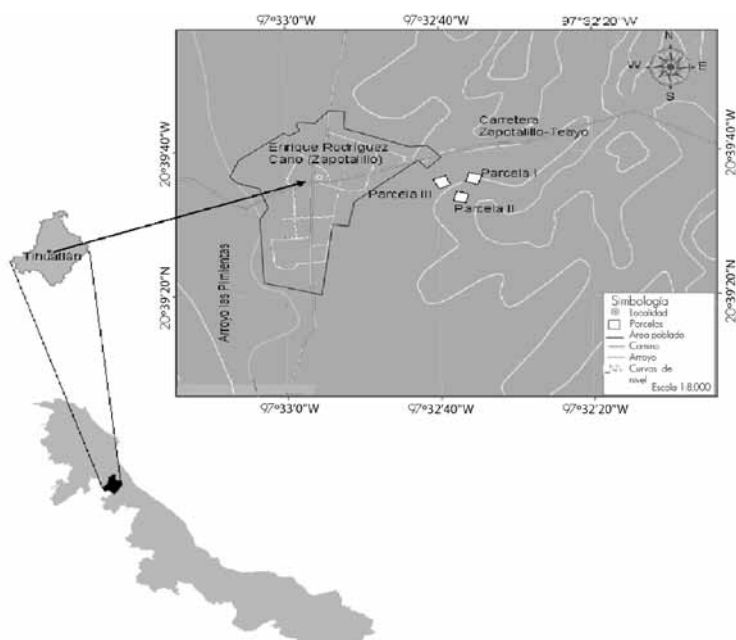 97°33'0"W
97°32'40"W
97°32'20"W
N
W
E
S
20°39'40"W
20°39'40"W
Carretera
Zapotalillo-Teayo
Enrique Rodríguez
Cano (Zapotalillo)
Parcela I
Parcela III
Parcela II
Tihuatlán
Arroyo las Pimientas
20°39'20"N
20°39'20"N
Simbología
Localidad
Parcelas
Area poblado
Camino
Arroyo
Curvas de
nivel
Escala 1:8.000
97°33'0"W
97°32'40"W
97°32'20"W